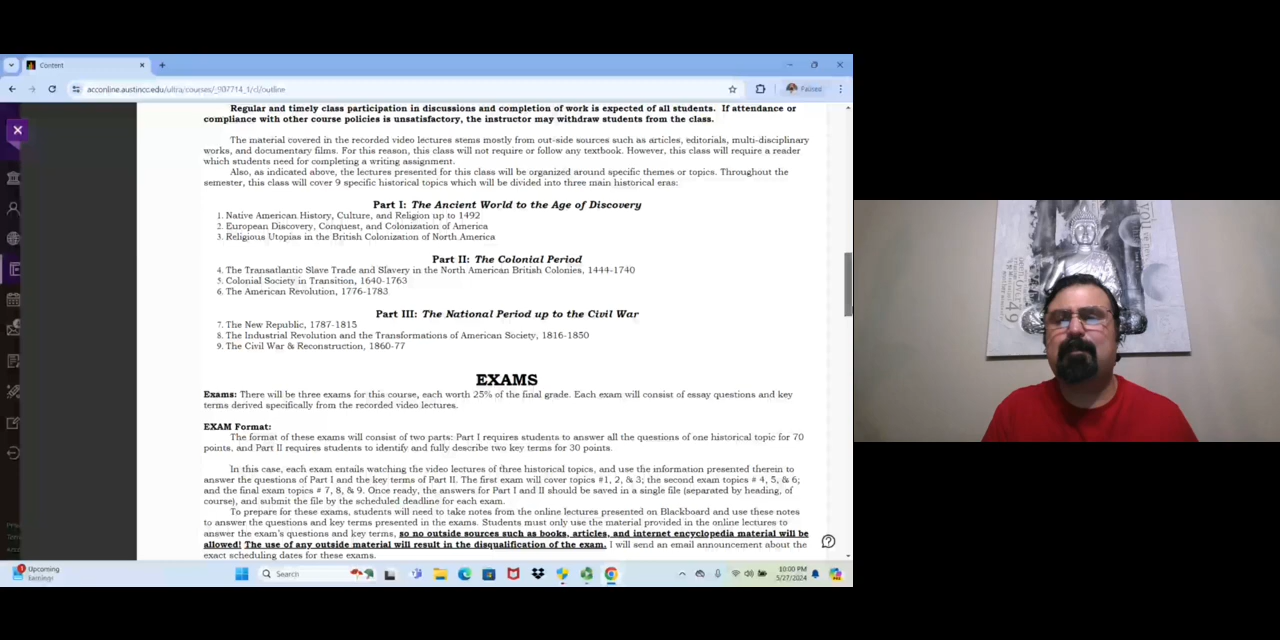 Content
acconline.austincc.edu/ultra/courses/_907714_1/cl/outline
Paused
Regular and timely class participation in discussions and completion of work is expected of all students. If attendance or
compliance with other course policies is unsatisfactory, the instructor may withdraw students from the class.
The material covered in the recorded video lectures stems mostly from out-side sources such as articles, editorials, multi-disciplinary
works, and documentary films. For this reason, this class will not require or follow any textbook. However, this class will require a reader
which students need for completing a writing assignment.
Also, as indicated above, the lectures presented for this class will be organized around specific themes or topics. Throughout the
semester, this class will cover 9 specific historical topics which will be divided into three main historical eras:
Part I: The Ancient World to the Age of Discovery
1. Native American History, Culture, and Religion up to 1492
2. European Discovery, Conquest, and Colonization of America
3. Religious Utopias in the British Colonization of North America
Part II: The Colonial Period
4. The Transatlantic Slave Trade and Slavery in the North American British Colonies, 1444-1740
5. Colonial Society in Transition, 1640-1763
6. The American Revolution, 1776-1783
Part III: The National Period up to the Civil War
7. The New Republic, 1787-1815
8. The Industrial Revolution and the Transformations of American Society, 1816-1850
9. The Civil War & Reconstruction, 1860-77
EXAMS
Exams: There will be three exams for this course, each worth 25% of the final grade. Each exam will consist of essay questions and key
terms derived specifically from the recorded video lectures.
EXAM Format:
The format of these exams will consist of two parts: Part I requires students to answer all the questions of one historical topic for 70
points, and Part II requires students to identify and fully describe two key terms for 30 points.
In this case, each exam entails watching the video lectures of three historical topics, and use the information presented therein to
answer the questions of Part I and the key terms of Part II. The first exam will cover topics #1, 2, & 3; the second exam topics # 4, 5, & 6;
and the final exam topics # 7, 8, & 9. Once ready, the answers for Part I and II should be saved in a single file (separated by heading, of
course), and submit the file by the scheduled deadline for each exam.
To prepare for these exams, students will need to take notes from the online lectures presented on Blackboard and use these notes
to answer the questions and key terms presented in the exams. Students must only use the material provided in the online lectures to
answer the exam's questions and key terms, so no outside sources such as books, articles, and internet encyclopedia material will be
allowed! The use of any outside material will result in the disqualification of the exam. I will send an email announcement about the
exact scheduling dates for these exams.
Upcoming
Earnings
Search
10:00 PM
5/27/2024